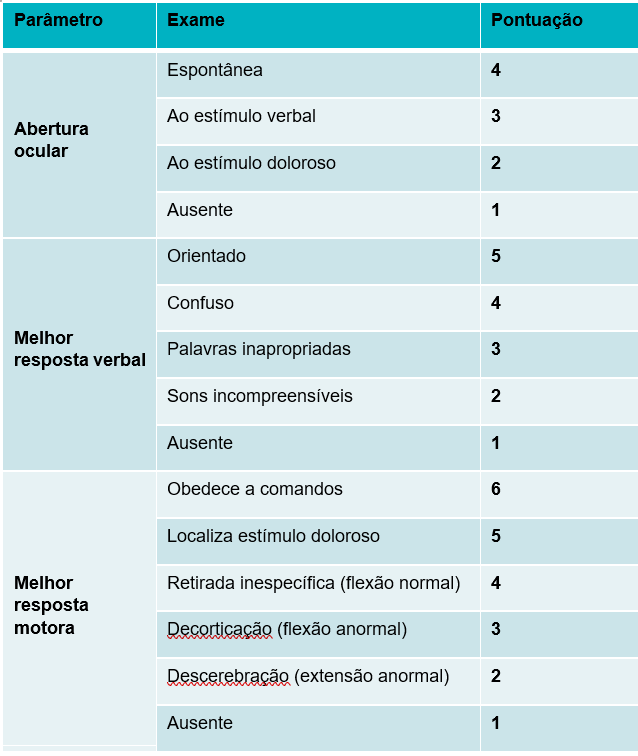 Parâmetro Exame Pontuação
Abertura
ocular
Espontânea 4
Ao estímulo verbal 3
Ao estímulo doloroso 2
Ausente 1
Melhor
resposta verbal
Orientado 5
Confuso 4
Palavras inapropriadas 3
Sons incompreensíveis 2
Ausente 1
Melhor
resposta
motora
Obedece a comandos 6
Localiza estímulo doloroso 5
Retirada inespecífica (flexão normal) 4
Decorticação (flexão anormal) 3
Descerebração (extensão anormal) 2
Ausente 1